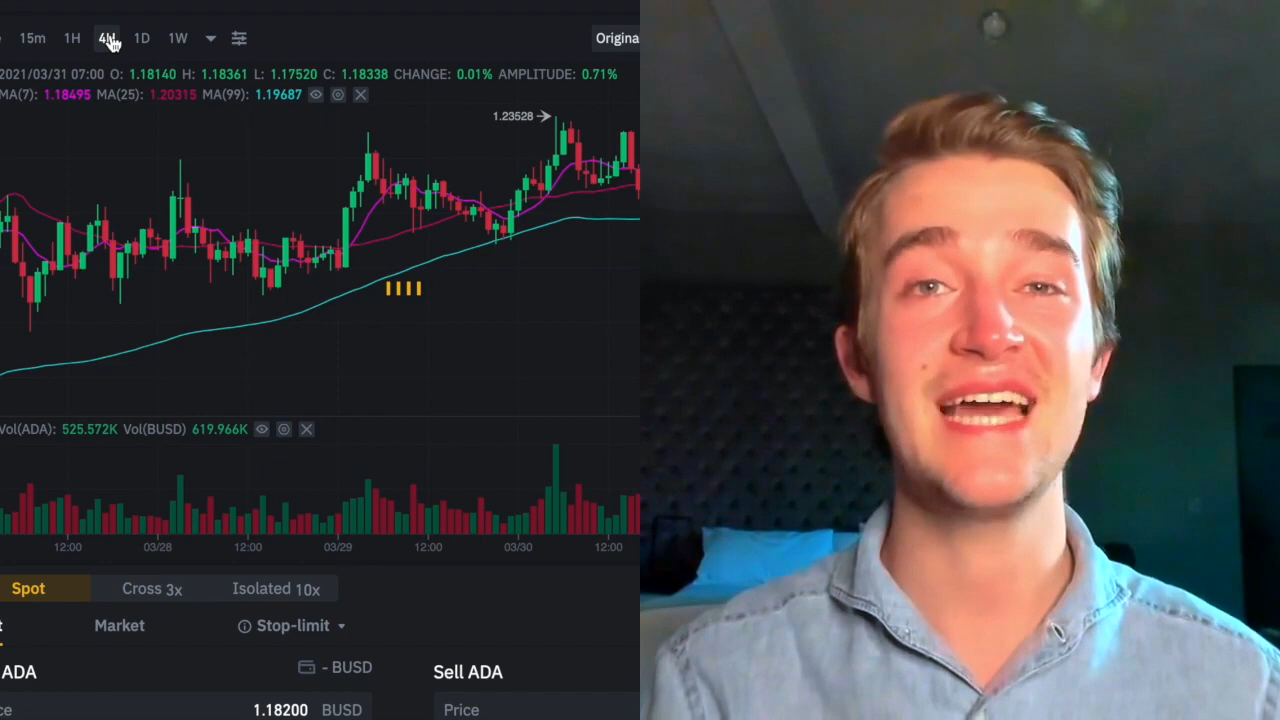 15m 1H 4H 1D 1W Origina
2021/03/31 07:00 O: 1.18140 H: 1.18361 L: 1.17520 C: 1.18338 CHANGE: 0.01% AMPLITUDE: 0.71%
MA(7): 1.18495 MA(25): 1.20315 MA(99): 1.19687
1.23528
Vol(ADA): 525.572K Vol(BUSD) 619.966K
12:00 03/28 12:00 03/29 12:00 03/30 12:00
Spot Cross 3x Isolated 10x
t Market Stop-limit
ADA - BUSD Sell ADA
ce 1.18200 BUSD Price